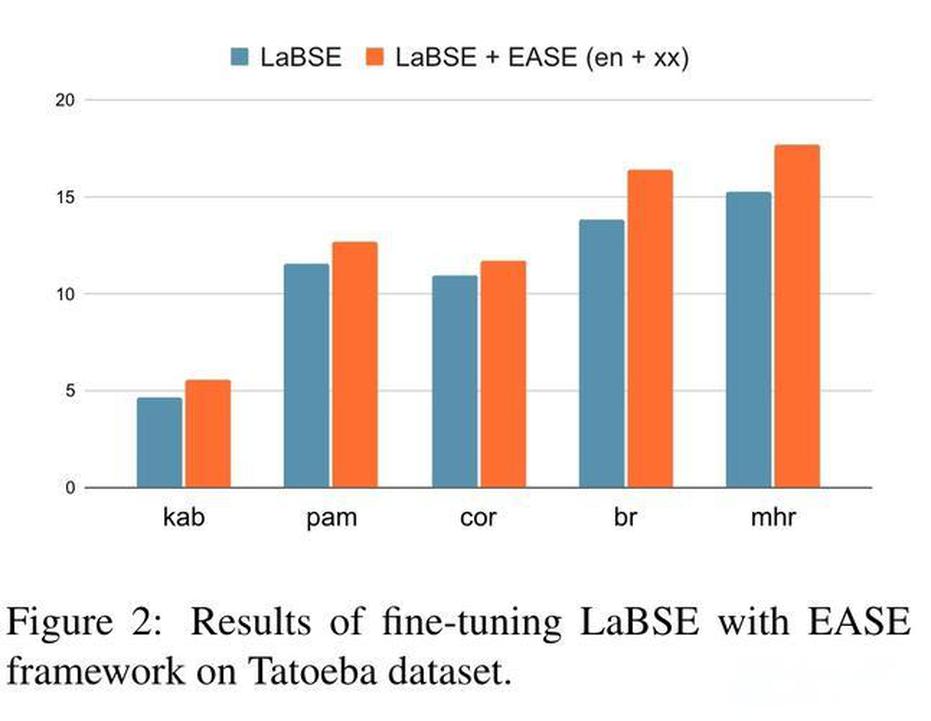 LaBSE LaBSE + EASE (en + xx)
20
15
10
5
0
kab pam cor br mhr
Figure 2: Results of fine-tuning LaBSE with EASE
framework on Tatoeba dataset.